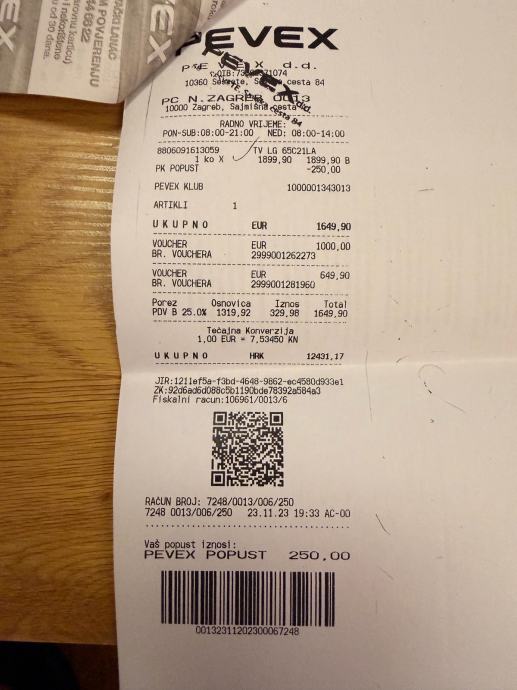 PEVEX
PEVEX d.d.
10360 Sesvete, cesta 84
PC N.ZAGREB 0013
10000 Zagreb, Sajmišna cesta
RADNO VRIJEME:
PON-SUB:08:00-21:00 NED: 08:00-14:00
8806091613059 TV LG 65C21LA
1 ko X 1899,90 1899,90 B
PK POPUST -250,00
PEVEX KLUB 1000001343013
ARTIKLI 1
UKUPNO EUR 1649,90
VOUCHER EUR 1000,00
BR. VOUCHERA 2999001262273
VOUCHER EUR 649,90
BR. VOUCHERA 2999001281960
Porez Osnovica Iznos Total
PDV B 25.0% 1319,92 329,98 1649,90
Tečajna Konverzija
1,00 EUR = 7,53450 KN
UKUPNO HRK 12431,17
JIR:1211ef5a-f3bd-4648-9862-ec4580d933e1
ZK:92d6ad6d088c5b1190bde78392a584a3
Fiskalni racun:106961/0013/6
RAČUN BROJ: 7248/0013/006/250
7248 0013/006/250 23.11.23 19:33 AC-00
Vaš popust iznosi:
PEVEX POPUST 250,00
00132311202300067248